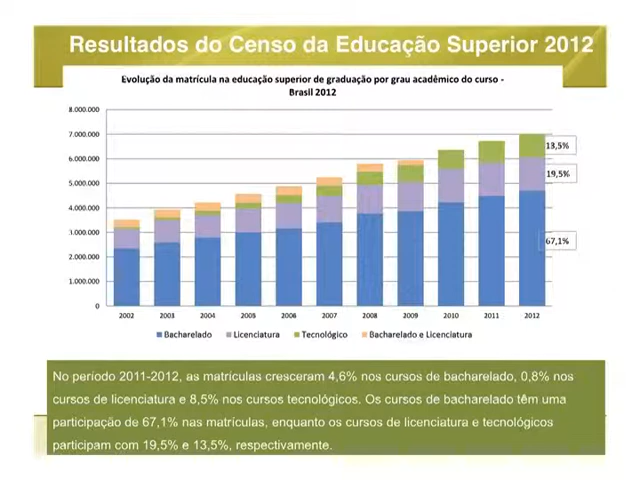 Resultados do Censo da Educação Superior 2012
Evolução da matrícula na educação superior de graduação por grau acadêmico do curso -
Brasil 2012
8.000.000
7.000.000
6.000.000
5.000.000
4.000.000
3.000.000
2.000.000
1.000.000
0
13,5%
19,5%
67,1%
2002 2003 2004 2005 2006 2007 2008 2009 2010 2011 2012
Bacharelado Licenciatura Tecnológico Bacharelado e Licenciatura
No período 2011-2012, as matrículas cresceram 4,6% nos cursos de bacharelado, 0,8% nos
cursos de licenciatura e 8,5% nos cursos tecnológicos. Os cursos de bacharelado têm uma
participação de 67,1% nas matrículas, enquanto os cursos de licenciatura e tecnológicos
participam com 19,5% e 13,5%, respectivamente.